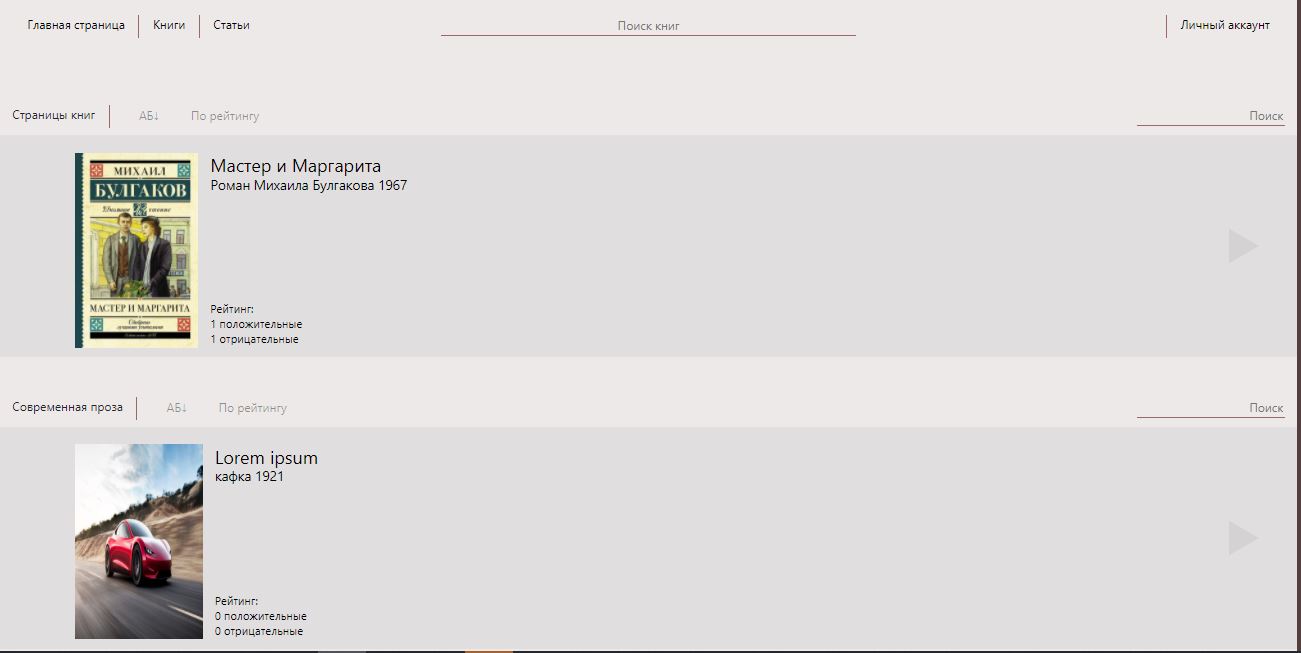 Главная страница
Книги
Статьи
Поиск книг
Личный аккаунт
Страницы книг
АБ↓
По рейтингу
Поиск
МИХАИЛ
БУЛГАКОВ
МАСТЕР И МАРГАРИТА
Мастер и Маргарита
Роман Михаила Булгакова 1967
Рейтинг:
1 положительные
1 отрицательные
Современная проза
АБ↓
По рейтингу
Поиск
Lorem ipsum
кафка 1921
Рейтинг:
0 положительные
0 отрицательные